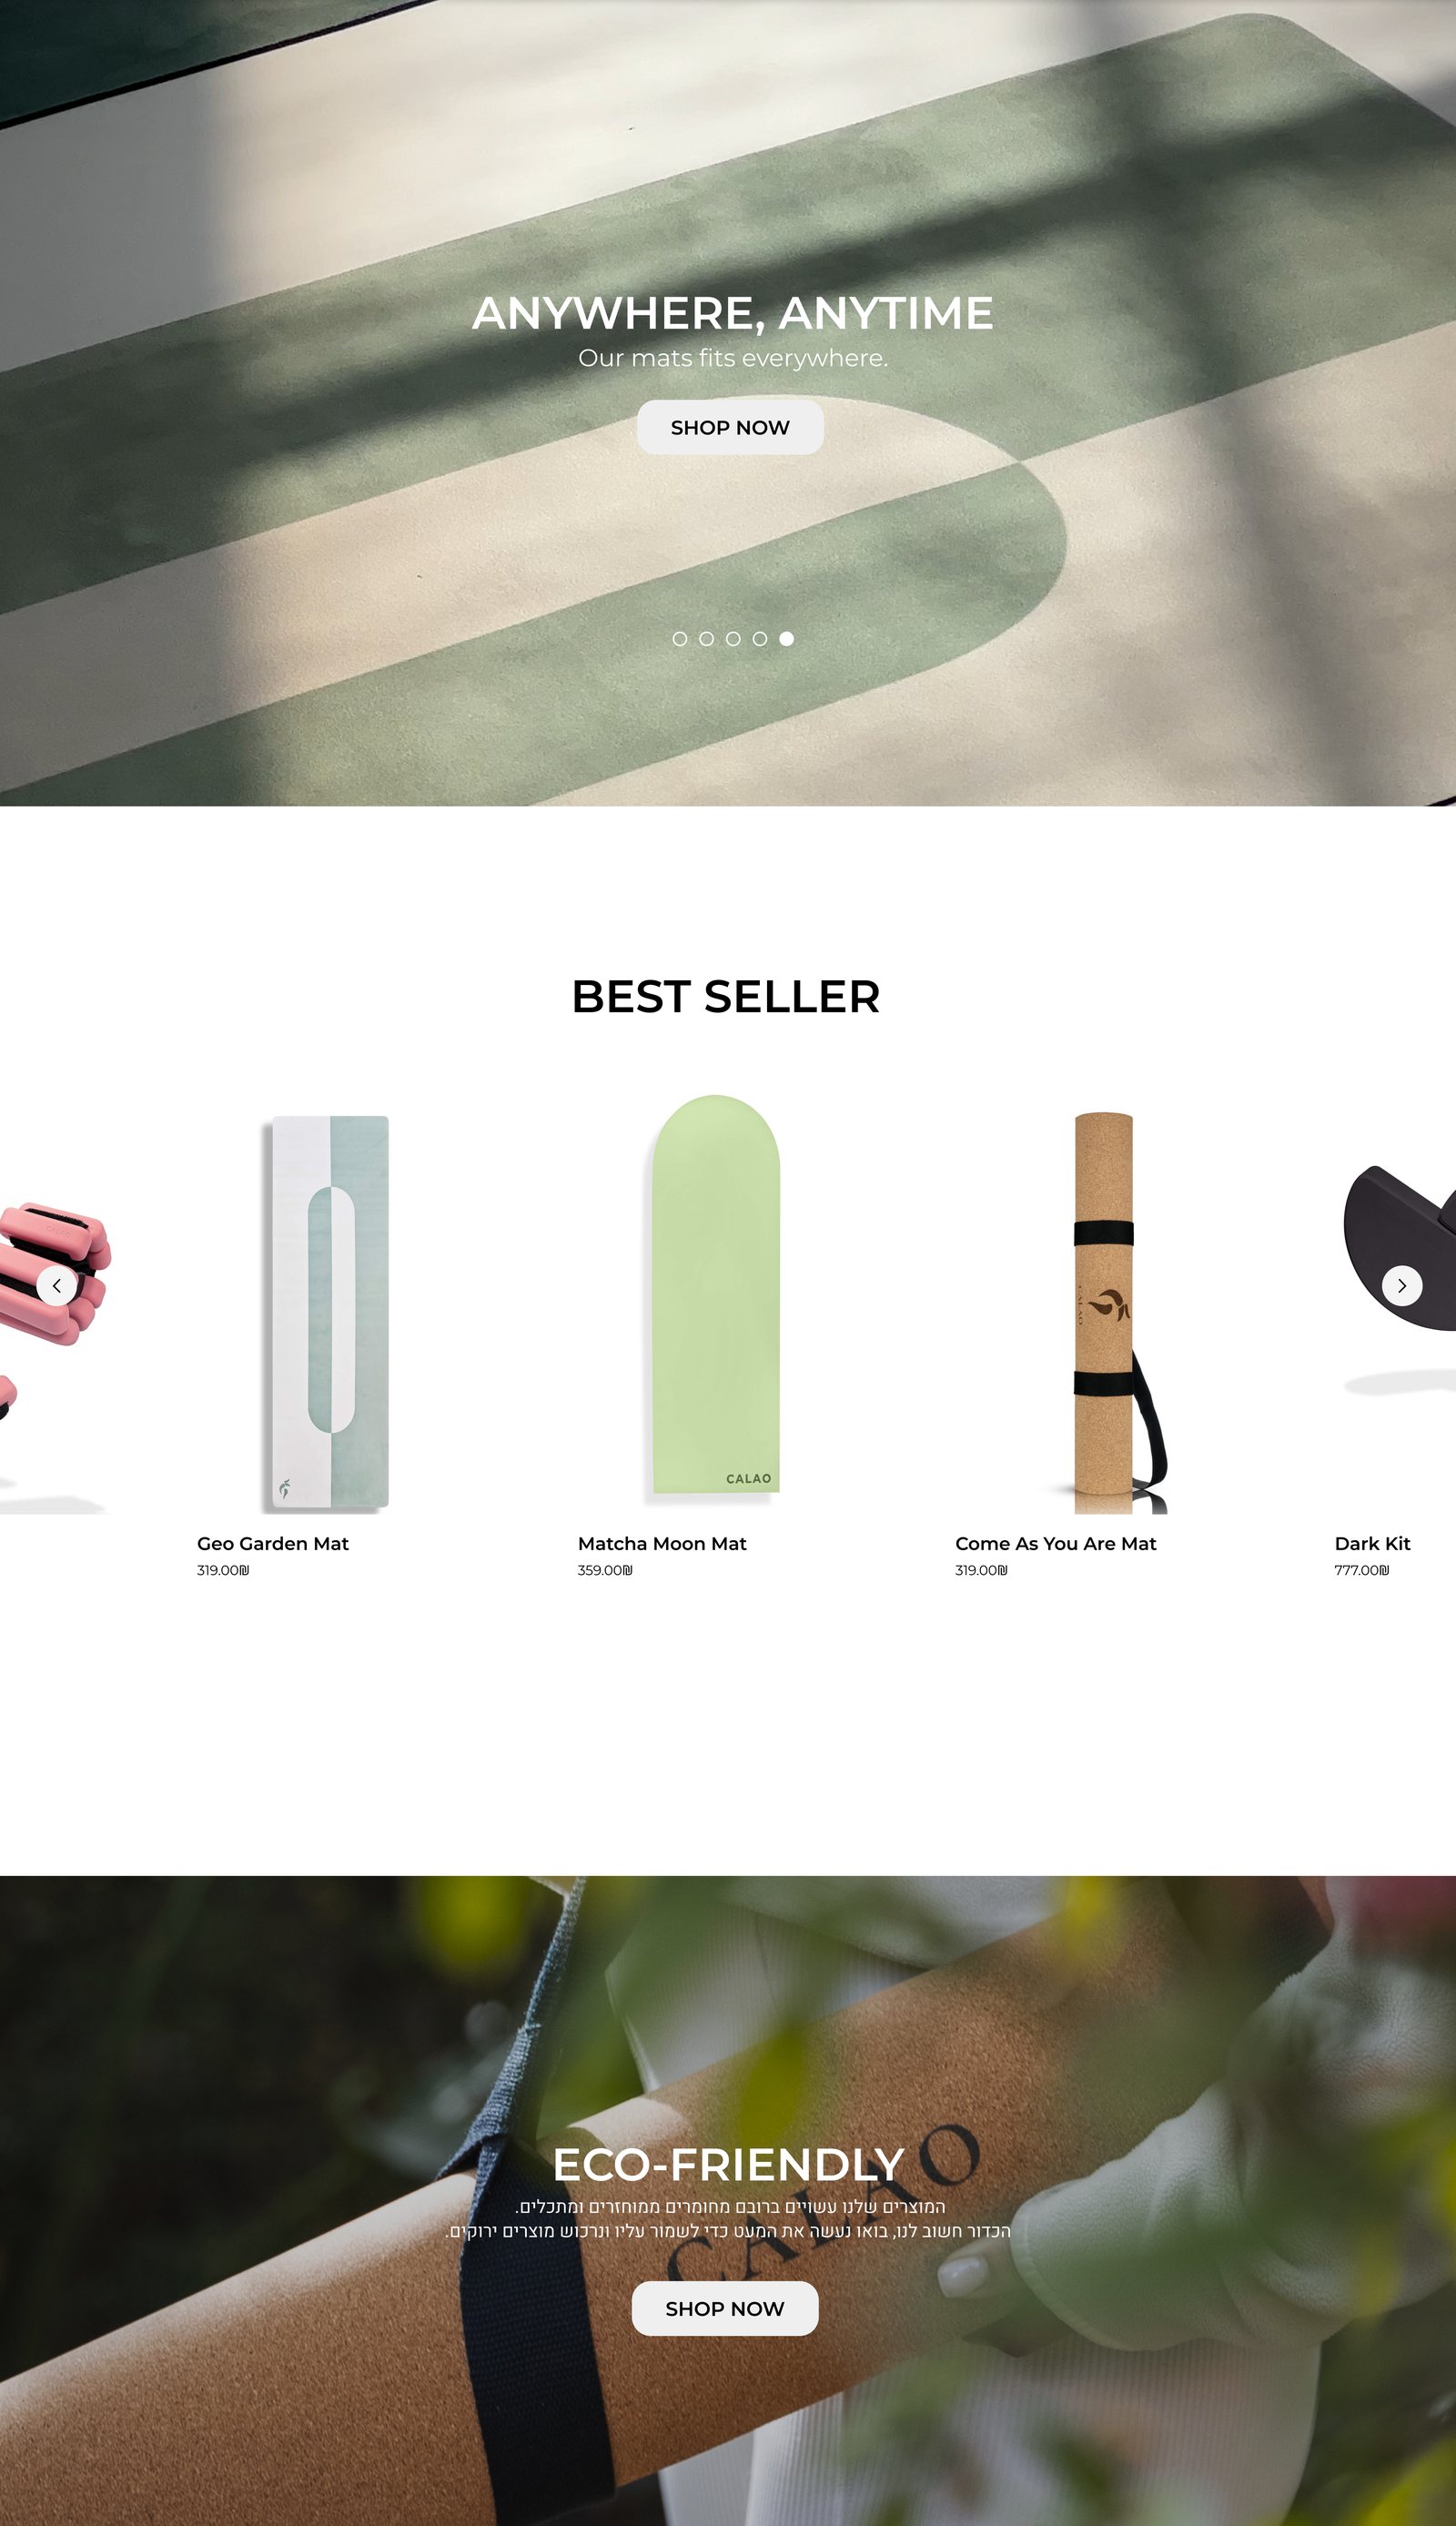 ANYWHERE, ANYTIME
Our mats fits everywhere.
SHOP NOW
BEST SELLER
CALAO
CALAO
Geo Garden Mat
319.00₪
Matcha Moon Mat
359.00₪
Come As You Are Mat
319.00₪
Dark Kit
777.00₪
ECO-FRIENDLY
המוצרים שלנו עשויים ברובם מחומרים ממוחזרים ומתכלים.
הכדור חשוב לנו, בואו נעשה את המעט כדי לשמור עליו ונרכוש מוצרים ירוקים.
CALAO
SHOP NOW